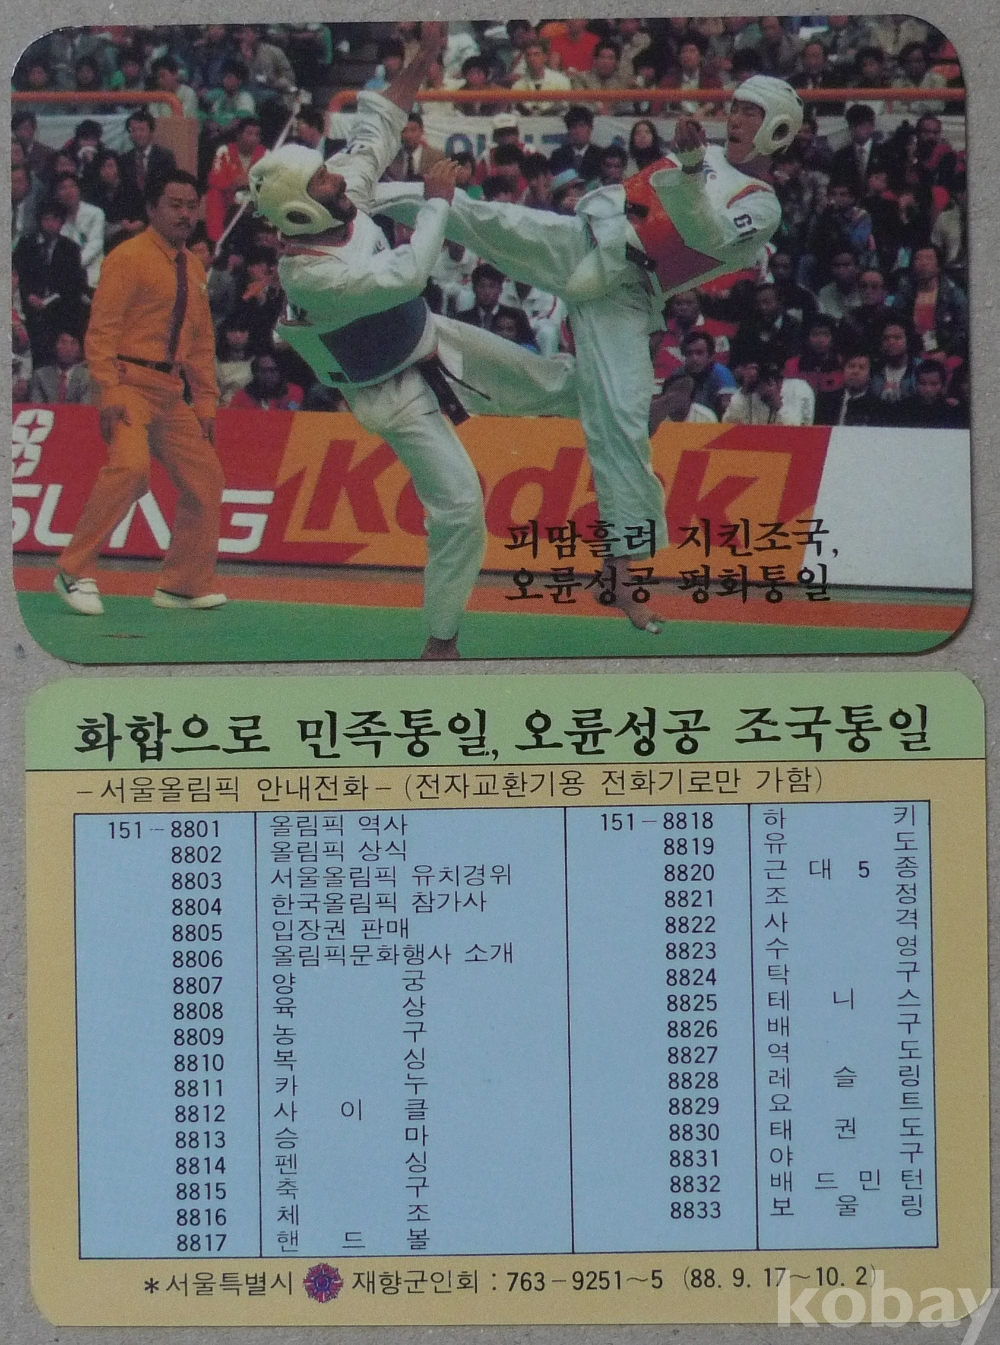 SUNG
Kodak
피땀흘려 지킨조국,
오륜성공 평화통일
화합으로 민족통일, 오륜성공 조국통일
-서울올림픽 안내전화- (전자교환기용 전화기로만 가함)
151-8801 올림픽 역사 151-8818 하키
8802 올림픽 상식 8819 유도
8803 서울올림픽 유치경위 8820 근대5종
8804 한국올림픽 참가사 8821 조정
8805 입장권 판매 8822 사격
8806 올림픽문화행사 소개 8823 수영
8807 양궁 8824 탁구
8808 육상 8825 테니스
8809 농구 8826 배구
8810 복싱 8827 역도
8811 카누 8828 레슬링
8812 사이클 8829 요트
8813 승마 8830 태권도
8814 펜싱 8831 야구
8815 축구 8832 배드민턴
8816 체조 8833 보울링
8817 핸드볼
*서울특별시 재향군인회 : 763-9251~5 (88. 9. 17~10. 2)
kobay